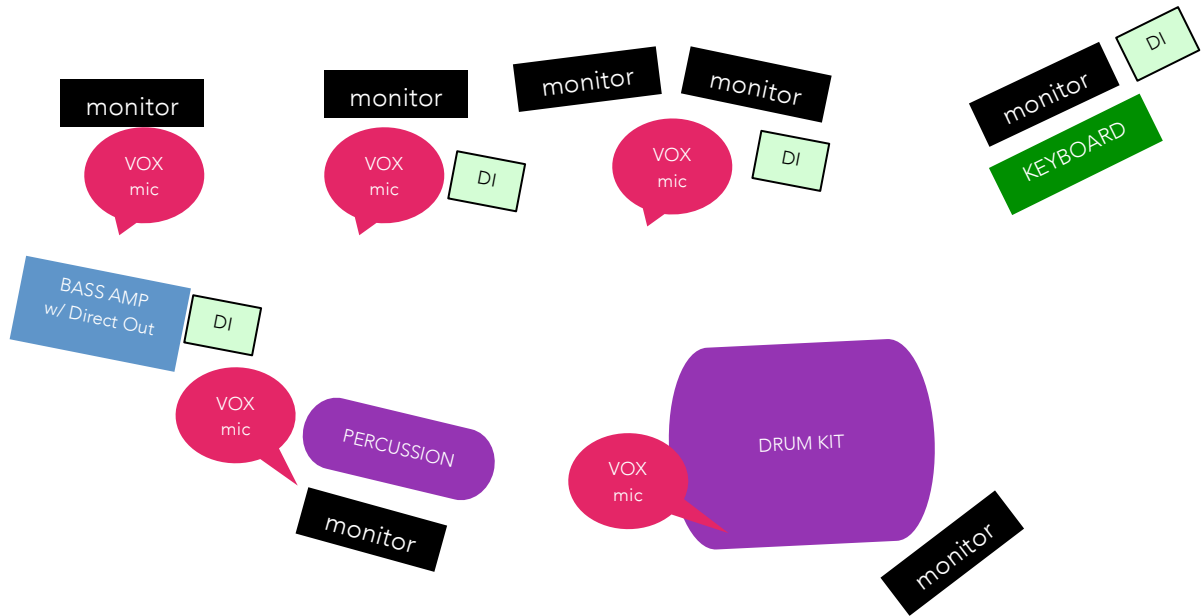 monitor
monitor
monitor
monitor
monitor
DI
VOX
mic
VOX
mic
DI
VOX
mic
DI
KEYBOARD
BASS AMP
w/ Direct Out
DI
VOX
mic
PERCUSSION
monitor
VOX
mic
DRUM KIT
monitor